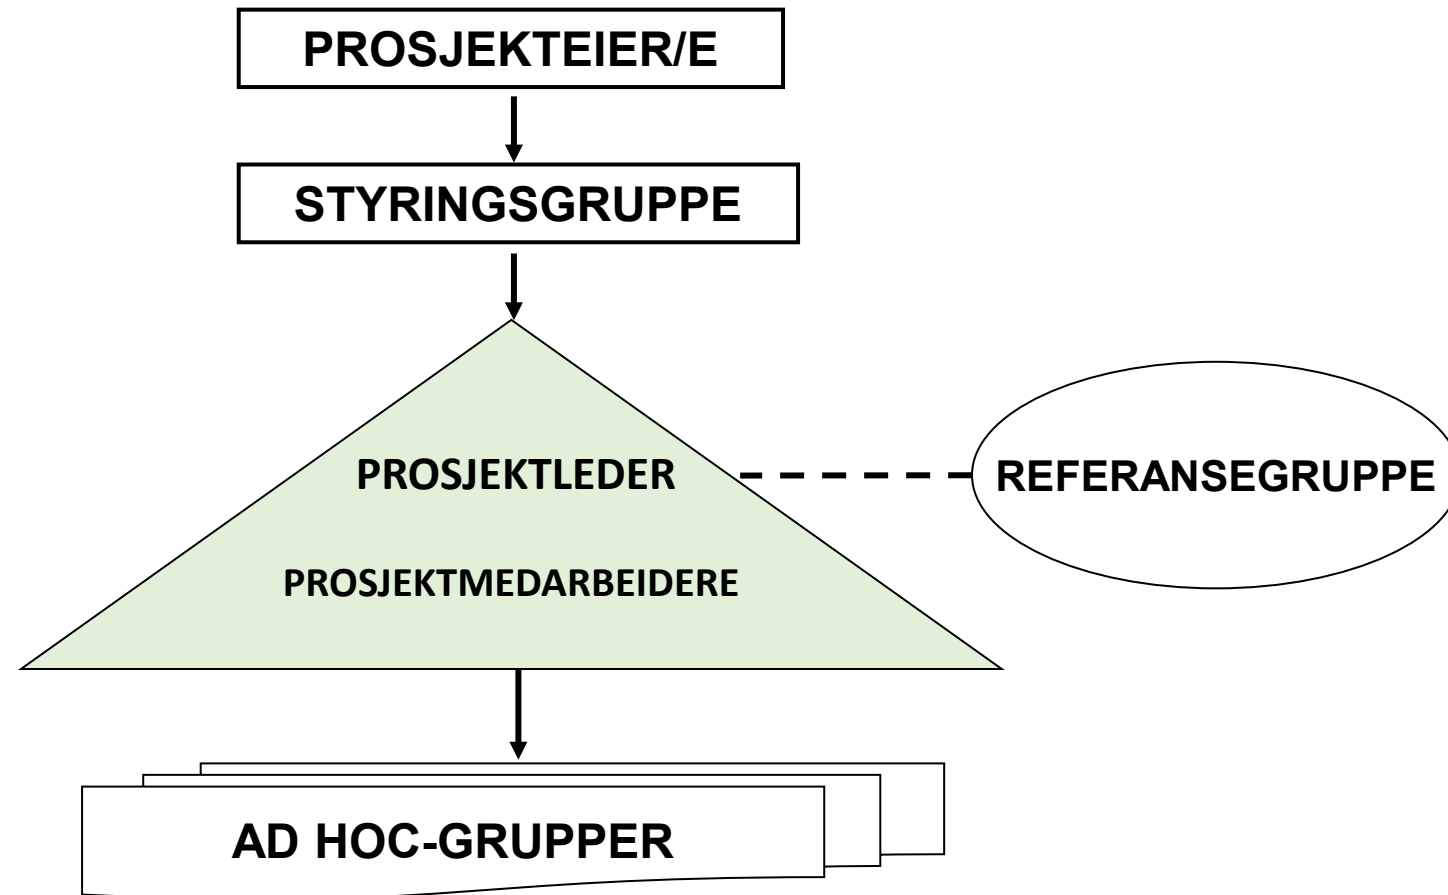 PROSJEKTEIER/E
STYRINGSGRUPPE
PROSJEKTLEDER
REFERANSEGRUPPE
PROSJEKTMEDARBEIDERE
AD HOC-GRUPPER